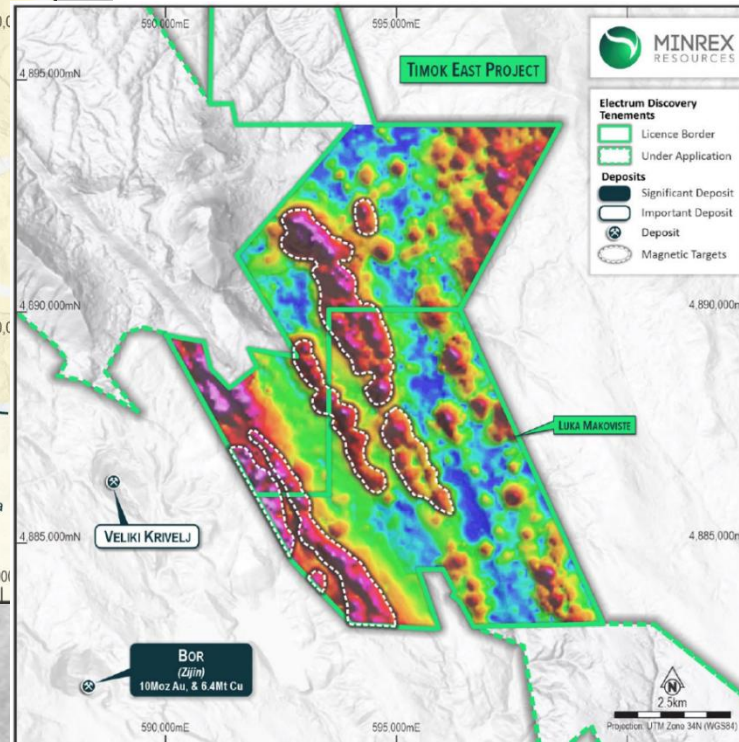 590,000mE
595,000mE
4,895,000mN
TIMOK EAST PROJECT
MINREX
RESOURCES
Electrum Discovery
Tenements
Licence Border
Under Application
Deposits
Significant Deposit
Important Deposit
Deposit
Magnetic Targets
4,890,000mN
4,890,000m
LUKA MAKOVISTE
4,885,000mN
4,885,000m
VELIKI KRIVELJ
BOR
(Zijin)
10Moz Au, & 6.4Mt Cu
N
2.5km
590,000mE
595,000mE
Projection: UTM Zone 34N (WGS84)